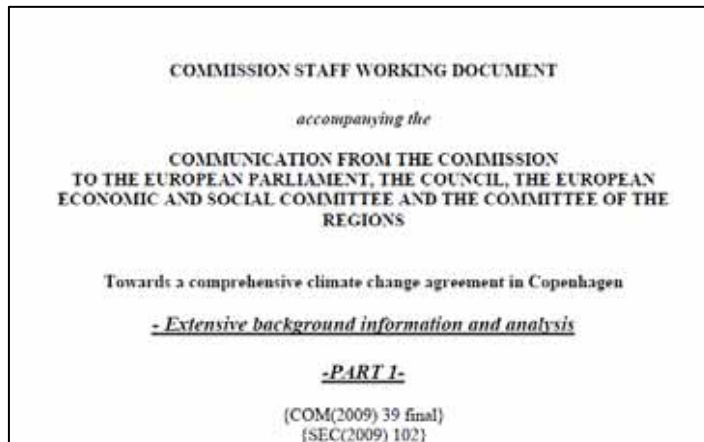 COMMISSION STAFF WORKING DOCUMENT
accompanying the
COMMUNICATION FROM THE COMMISSION
TO THE EUROPEAN PARLIAMENT, THE COUNCIL, THE EUROPEAN
ECONOMIC AND SOCIAL COMMITTEE AND THE COMMITTEE OF THE
REGIONS
Towards a comprehensive climate change agreement in Copenhagen
- Extensive background information and analysis
-PART 1-
{COM(2009) 39 final}
{SEC(2009) 102}